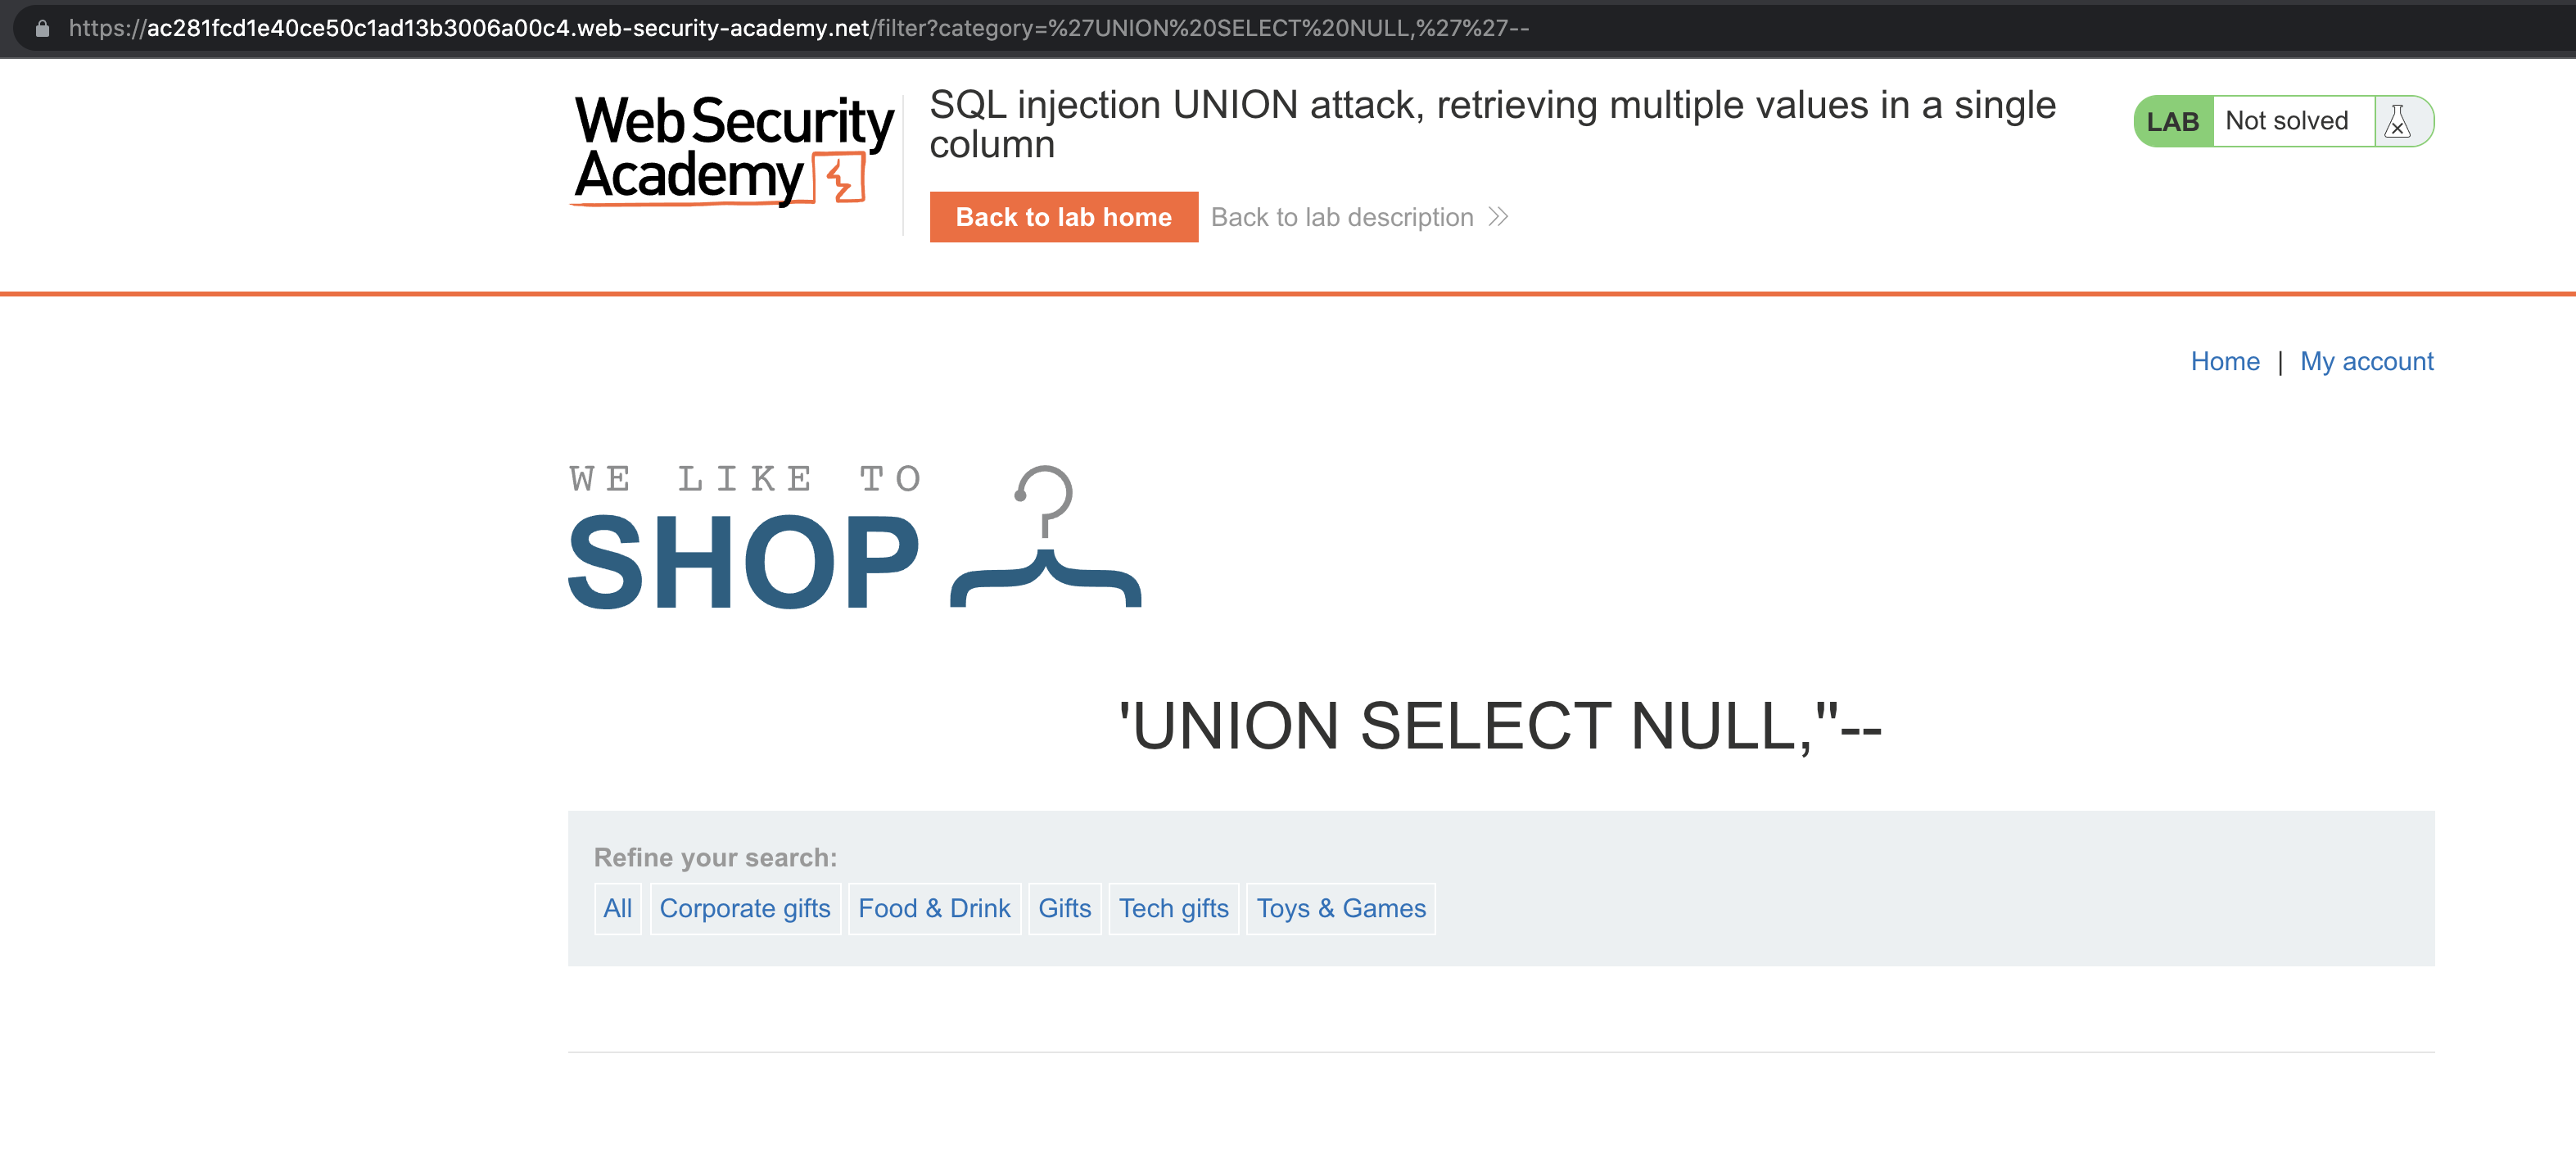 https://ac281fcd1e40ce50c1ad13b3006a00c4.web-security-academy.net/filter?category=%27UNION%20SELECT%20NULL,%27%27--
Web Security
Academy
SQL injection UNION attack, retrieving multiple values in a single
column
LAB Not solved
Back to lab home Back to lab description
Home | My account
WE LIKE TO
SHOP
'UNION SELECT NULL,''--
Refine your search:
All Corporate gifts Food & Drink Gifts Tech gifts Toys & Games